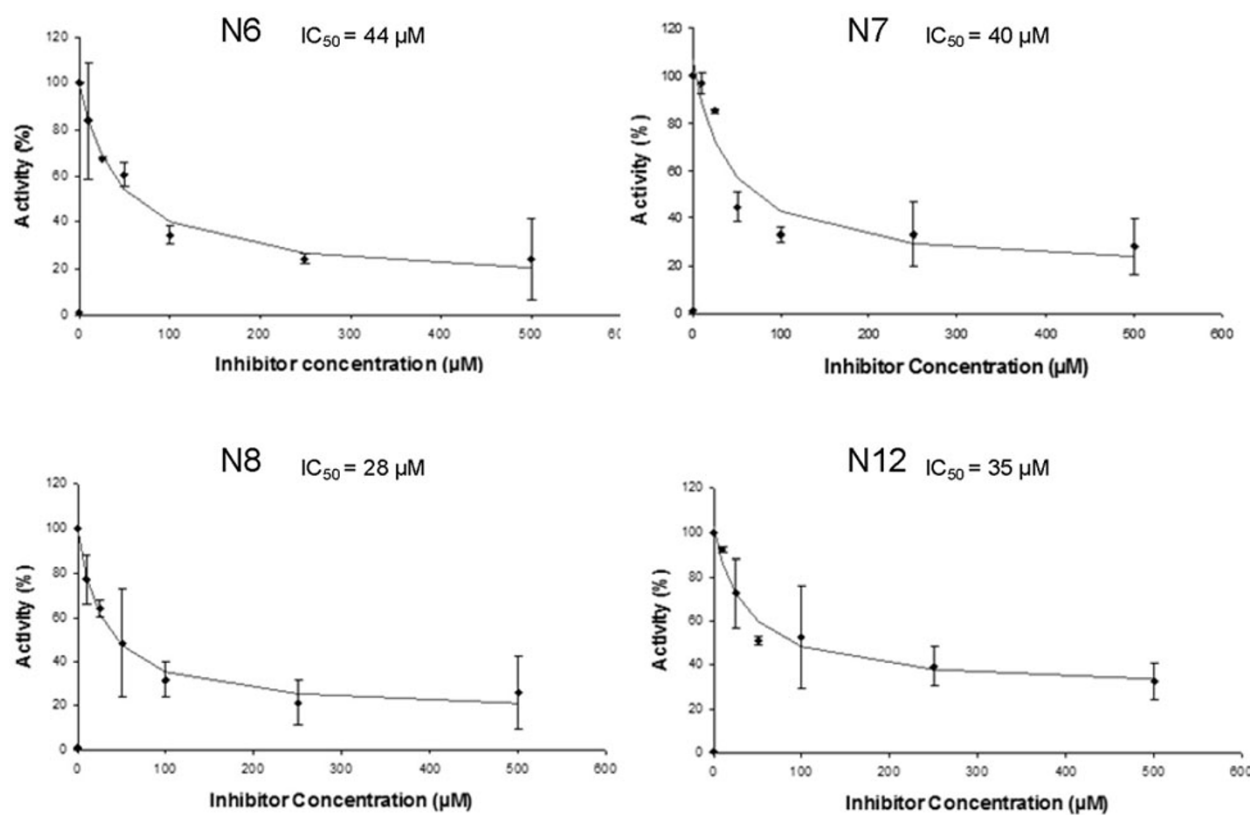 N6 IC50 = 44 µM
120
100
80
60
40
20
0
Activity (%)
0 100 200 300 400 500
Inhibitor concentration (µM)
N7 IC50 = 40 µM
120
100
80
60
40
20
0
Activity (% )
0 100 200 300 400 500 600
Inhibitor Concentration (µM)
N8 IC50 = 28 µM
120
100
80
60
40
20
0
Activity (% )
0 100 200 300 400 500 600
Inhibitor Concentration (µM)
N12 IC50 = 35 µM
120
100
80
60
40
20
0
Activity (% )
0 100 200 300 400 500 600
Inhibitor Concentration (µM)